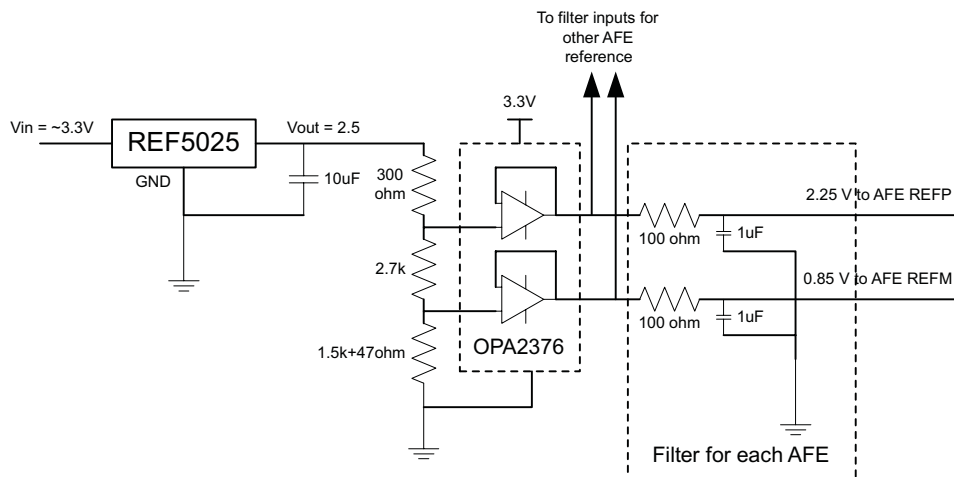 To filter inputs for
other AFE
reference
3.3V
Vin = ~3.3V
REF5025
Vout = 2.5
GND
10uF
300
ohm
2.7k
1.5k+47ohm
OPA2376
100 ohm
1uF
2.25 V to AFE REFP
100 ohm
1uF
0.85 V to AFE REFM
Filter for each AFE